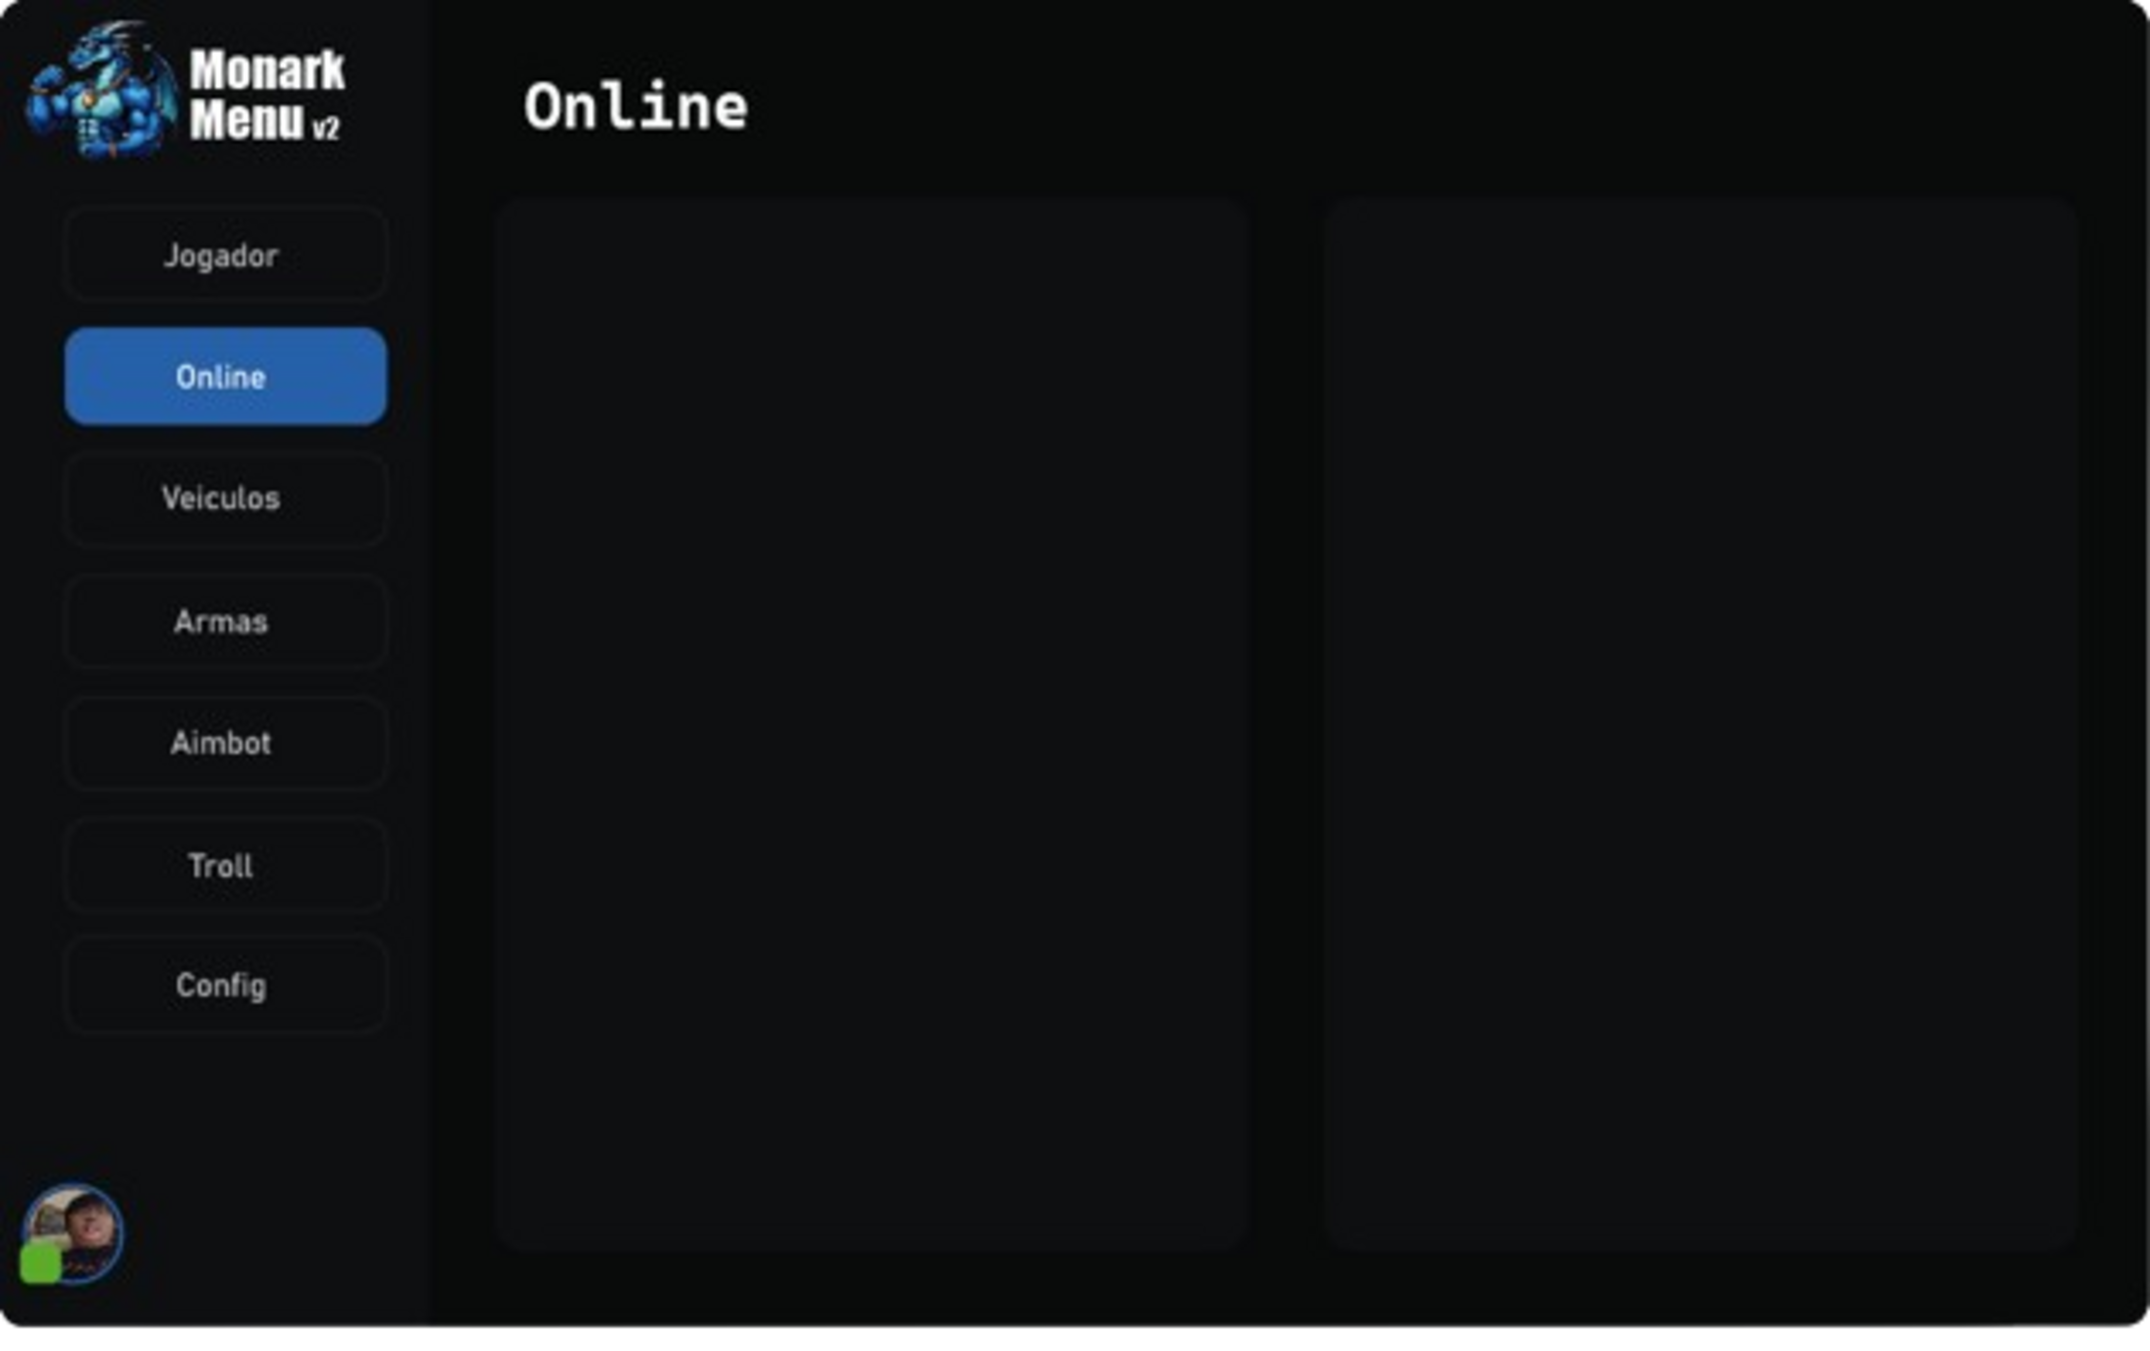 Monark
Menu v2
Online
Jogador
Online
Veiculos
Armas
Aimbot
Troll
Config